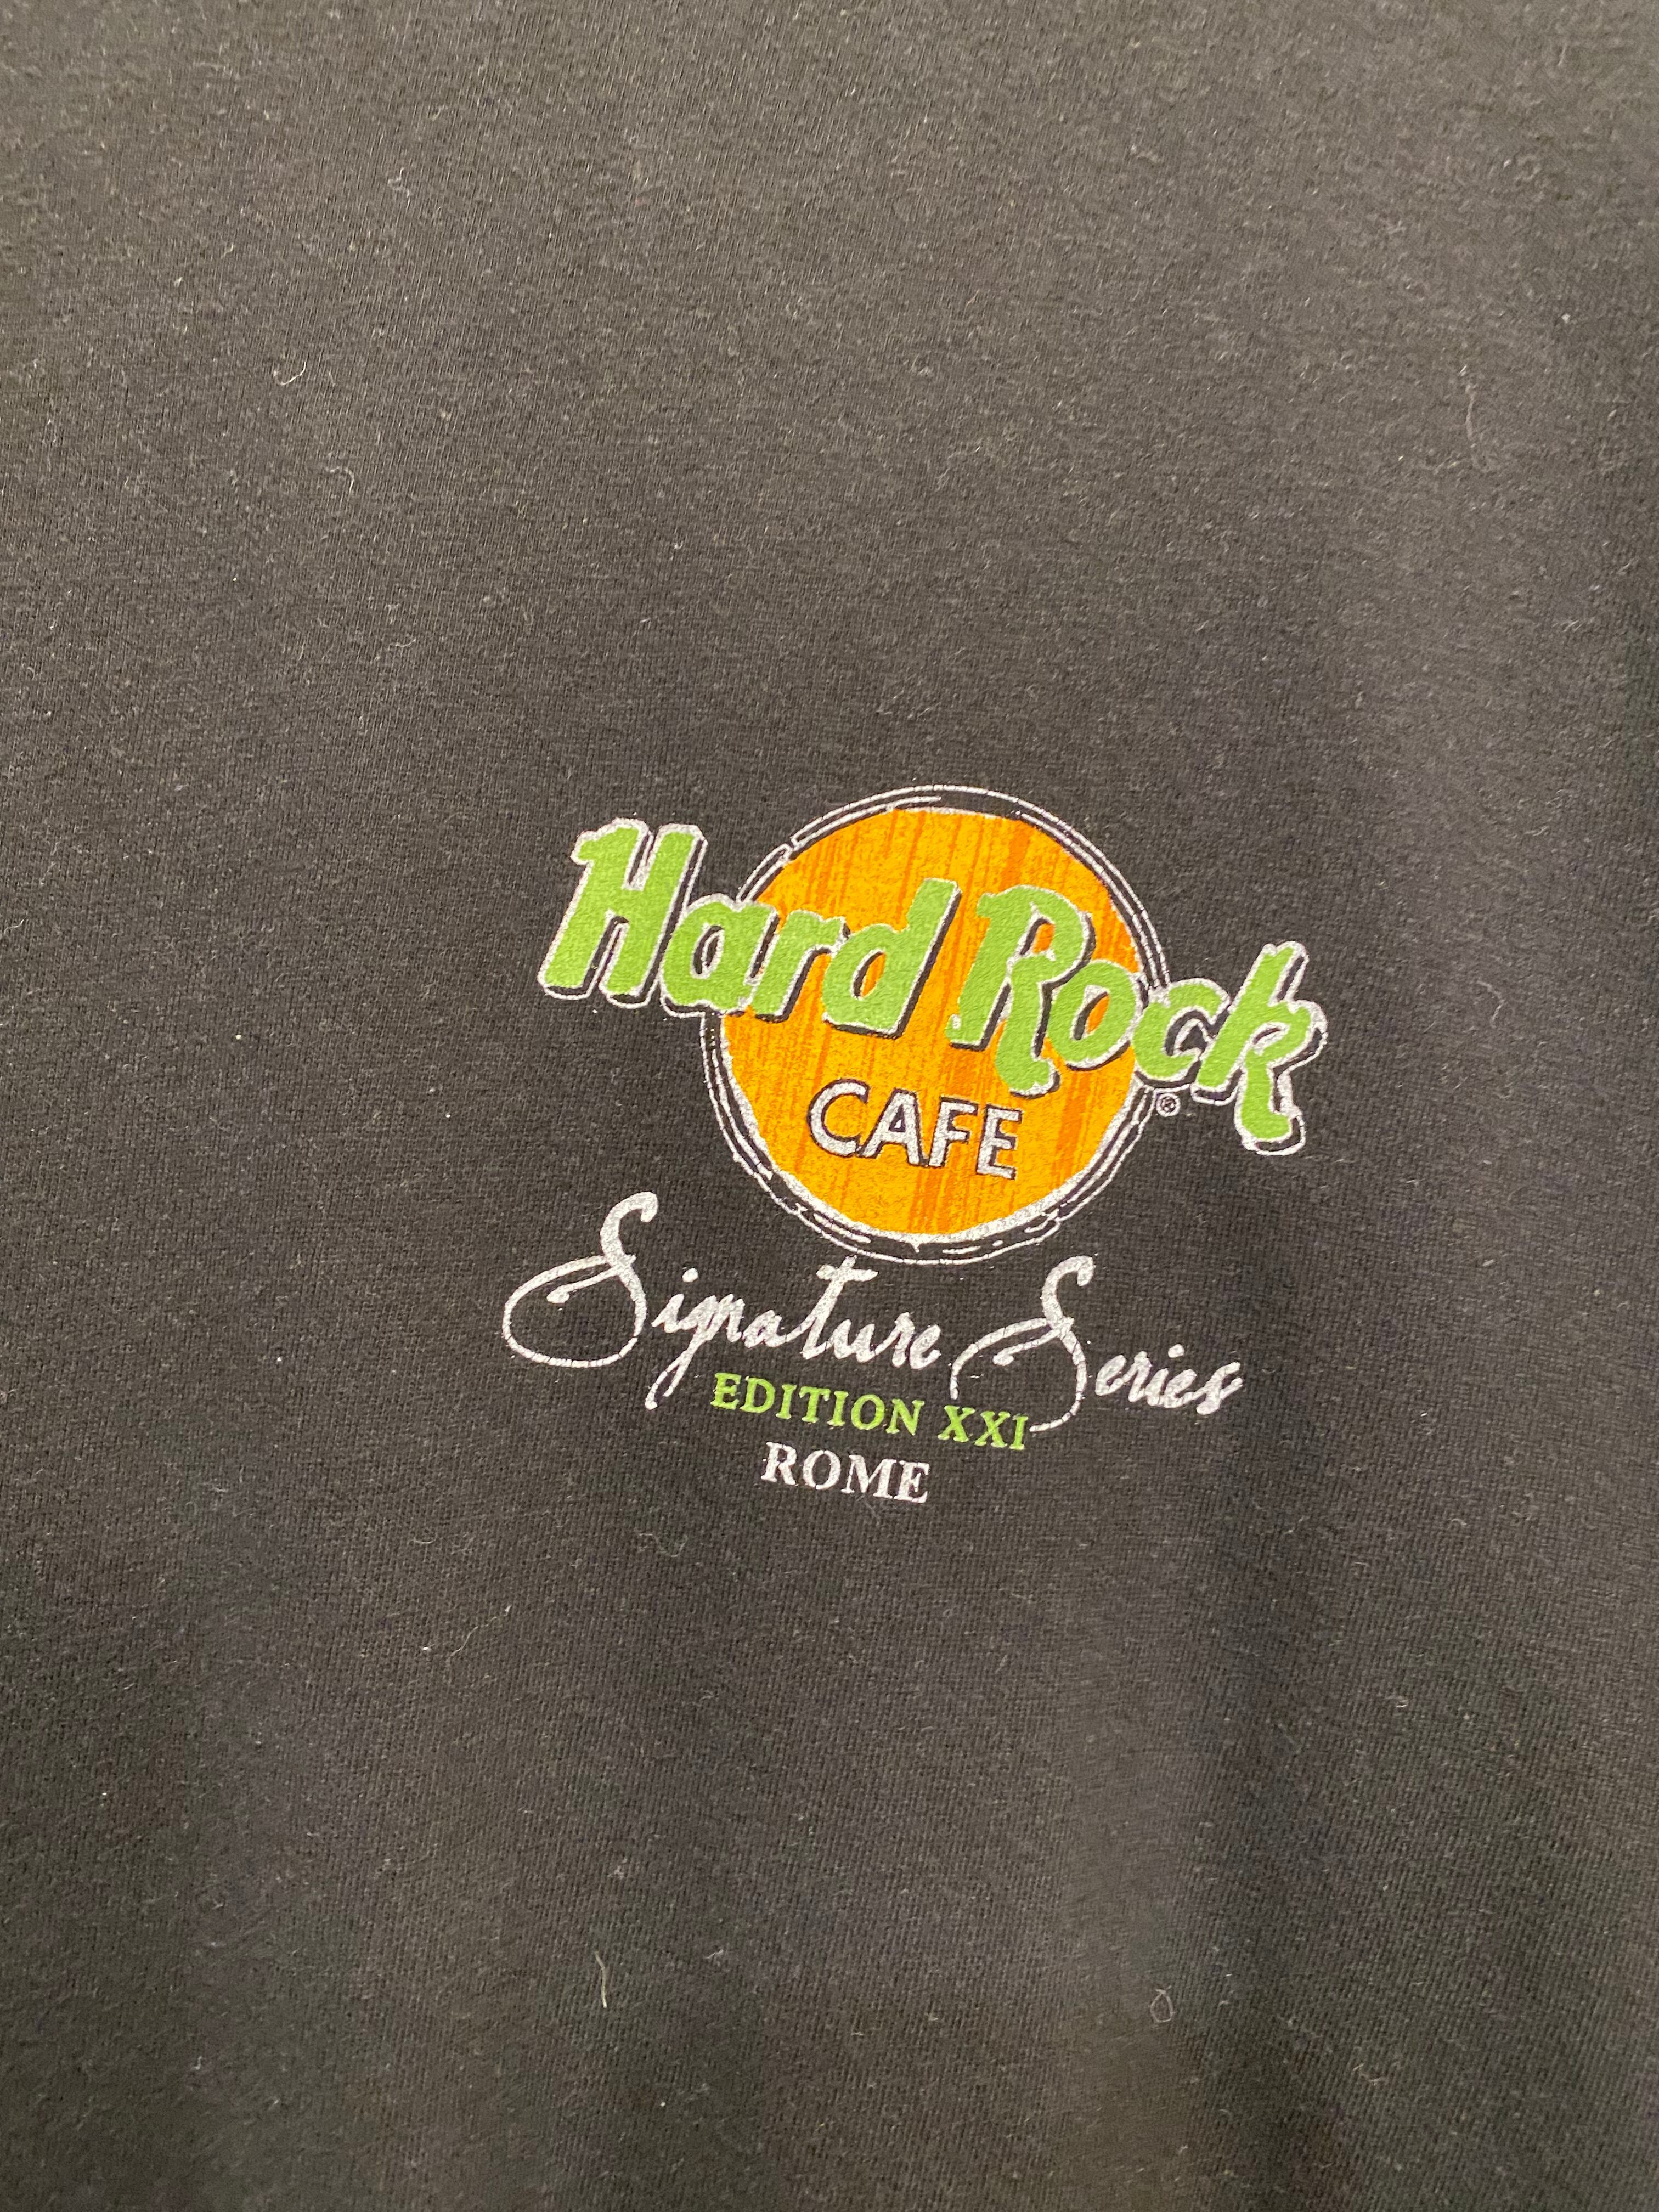 Hard Rock
CAFE
®
Signature Series
EDITION XXI
ROME